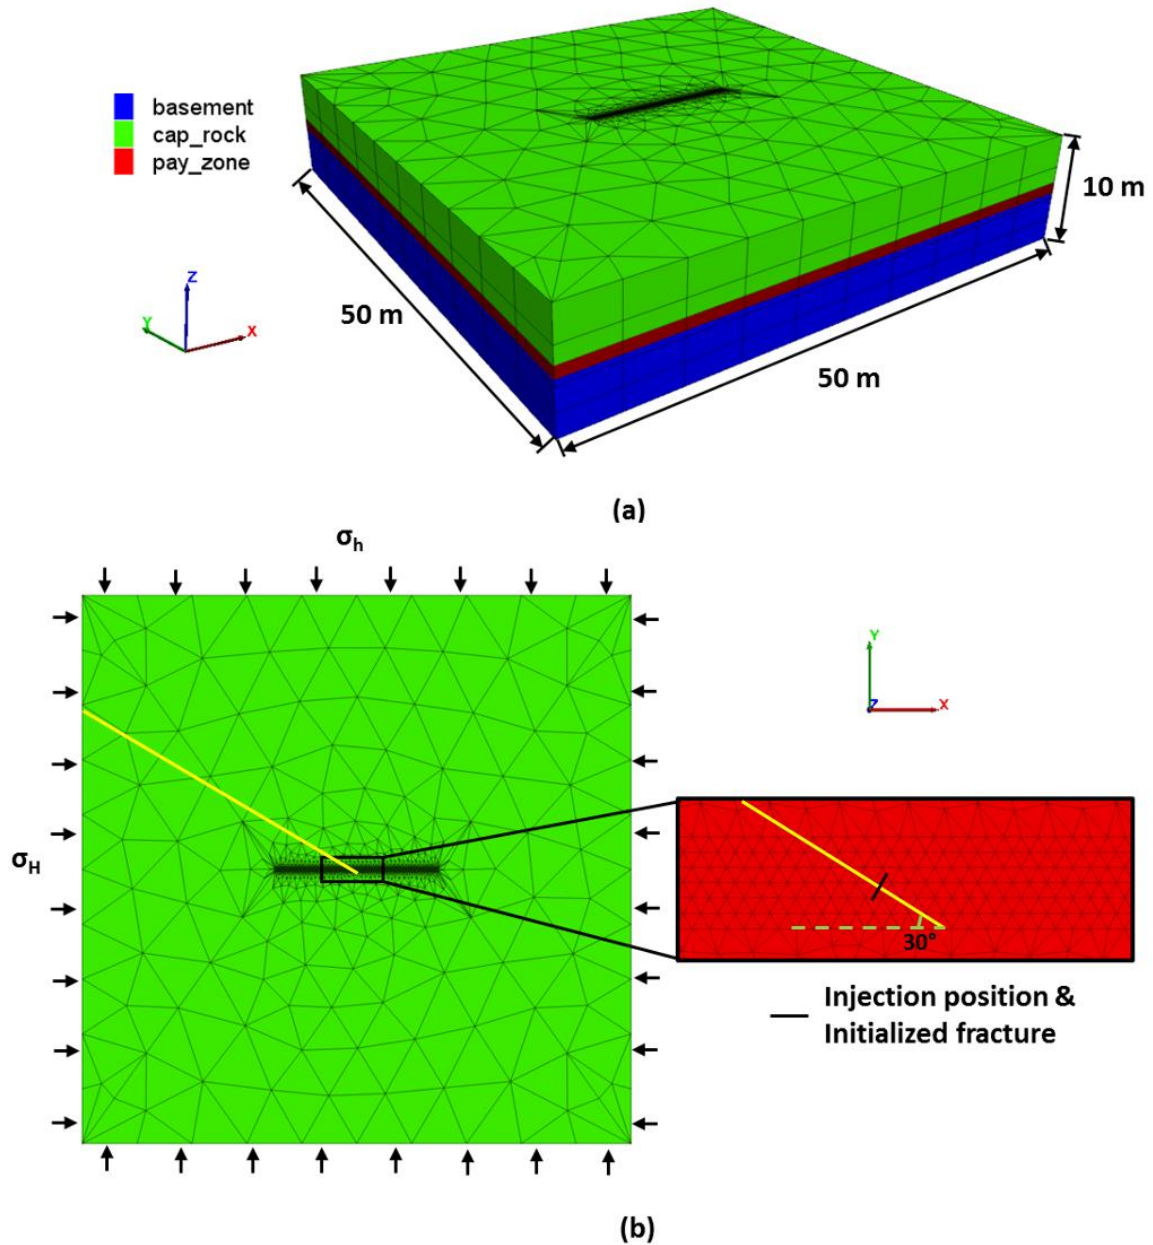 basement
cap_rock
pay_zone
10 m
Z
Y
X
50 m
50 m
(a)
σh
Y
Z
X
σH
30°
Injection position &
Initialized fracture
(b)